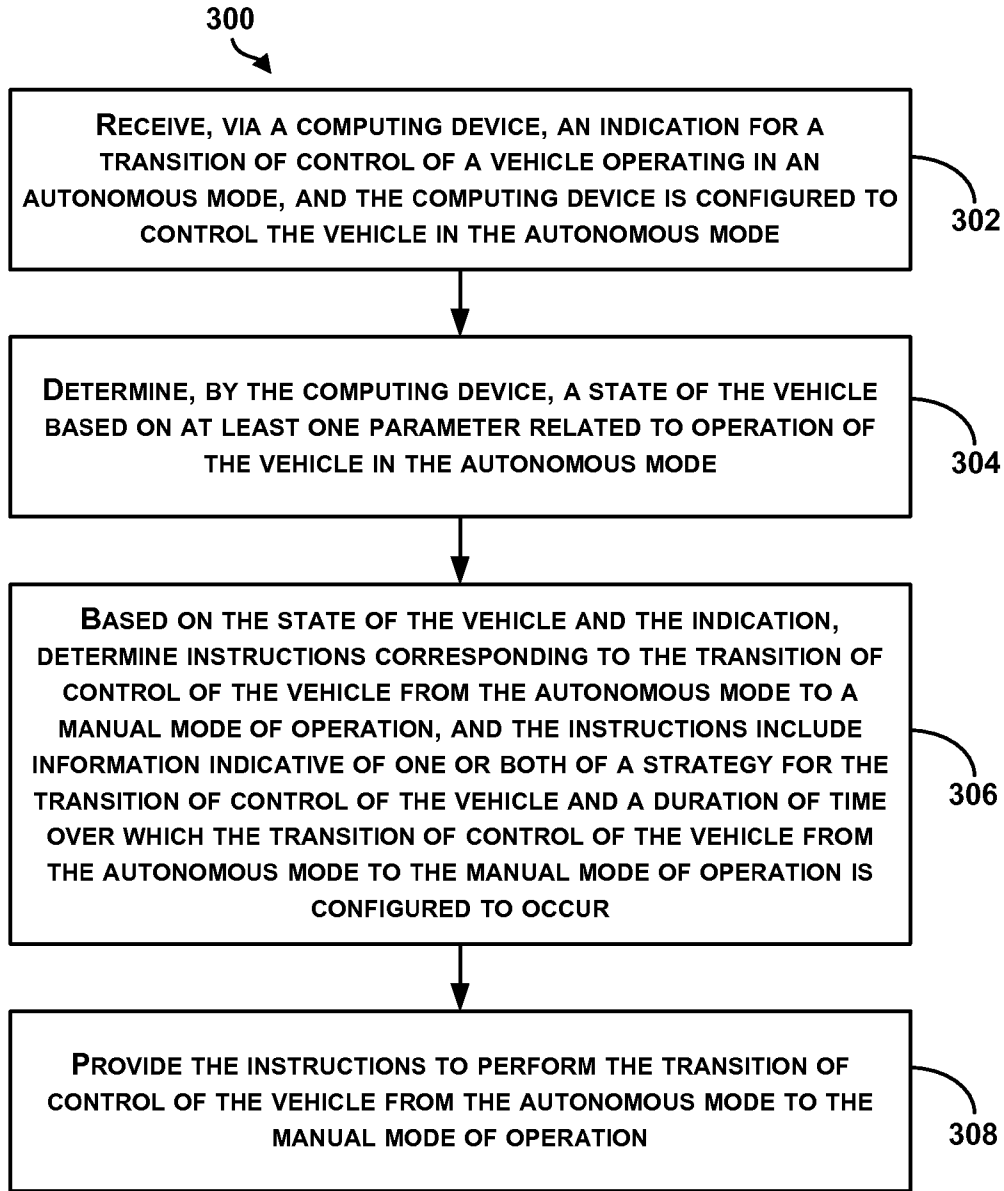 300
RECEIVE, VIA A COMPUTING DEVICE, AN INDICATION FOR A
TRANSITION OF CONTROL OF A VEHICLE OPERATING IN AN
AUTONOMOUS MODE, AND THE COMPUTING DEVICE IS CONFIGURED TO
CONTROL THE VEHICLE IN THE AUTONOMOUS MODE
302
DETERMINE, BY THE COMPUTING DEVICE, A STATE OF THE VEHICLE
BASED ON AT LEAST ONE PARAMETER RELATED TO OPERATION OF
THE VEHICLE IN THE AUTONOMOUS MODE
304
BASED ON THE STATE OF THE VEHICLE AND THE INDICATION,
DETERMINE INSTRUCTIONS CORRESPONDING TO THE TRANSITION OF
CONTROL OF THE VEHICLE FROM THE AUTONOMOUS MODE TO A
MANUAL MODE OF OPERATION, AND THE INSTRUCTIONS INCLUDE
INFORMATION INDICATIVE OF ONE OR BOTH OF A STRATEGY FOR THE
TRANSITION OF CONTROL OF THE VEHICLE AND A DURATION OF TIME
OVER WHICH THE TRANSITION OF CONTROL OF THE VEHICLE FROM
THE AUTONOMOUS MODE TO THE MANUAL MODE OF OPERATION IS
CONFIGURED TO OCCUR
306
PROVIDE THE INSTRUCTIONS TO PERFORM THE TRANSITION OF
CONTROL OF THE VEHICLE FROM THE AUTONOMOUS MODE TO THE
MANUAL MODE OF OPERATION
308